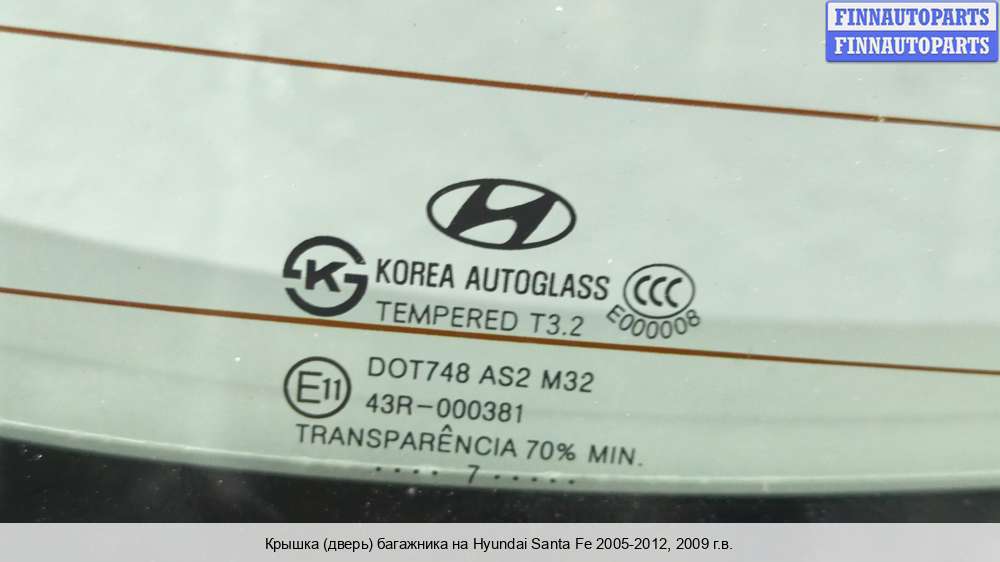 FINNAUTOPARTS
FINNAUTOPARTS
K KOREA AUTOGLASS CCC
TEMPERED T3.2 E000008
E11 DOT748 AS2 M32
43R-000381
TRANSPARÊNCIA 70% MIN.
.... 7 .....
Крышка (дверь) багажника на Hyundai Santa Fe 2005-2012, 2009 г.в.